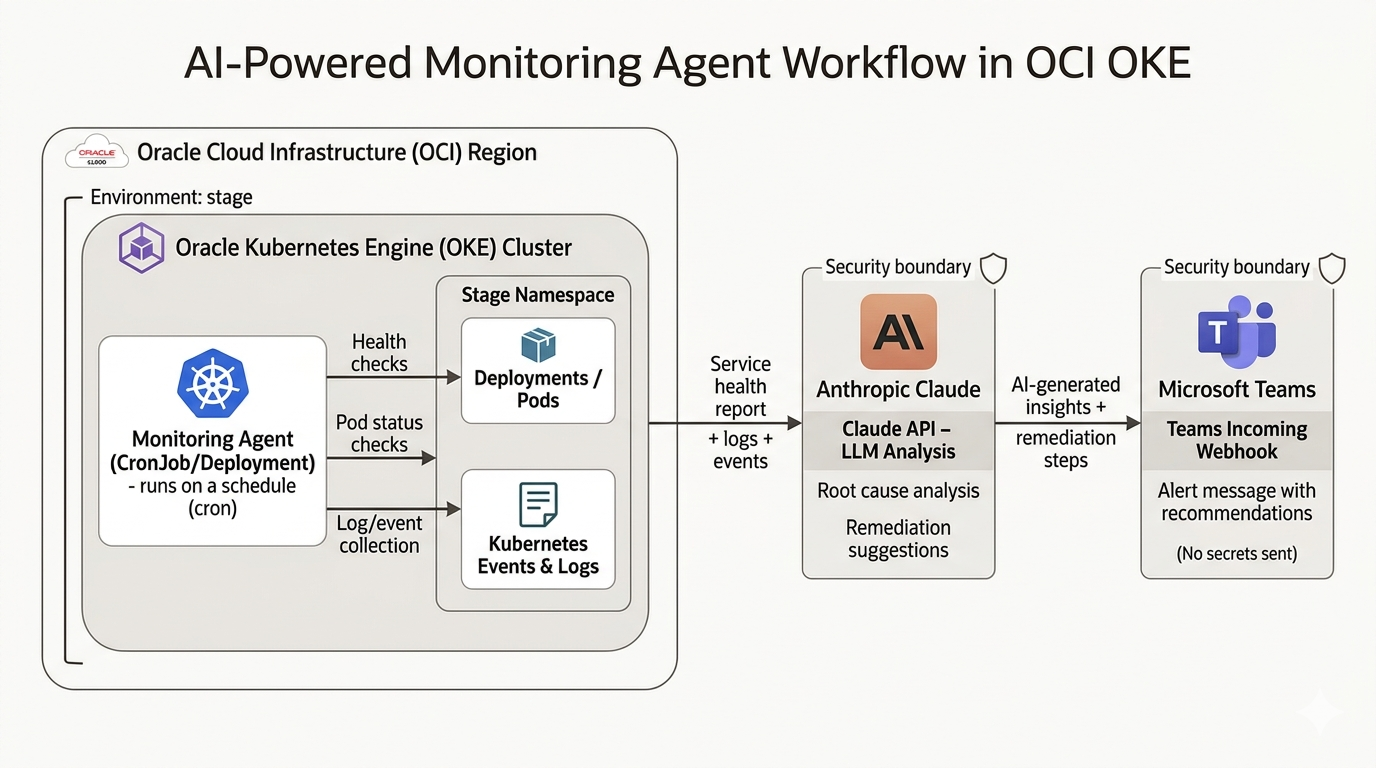 AI-Powered Monitoring Agent Workflow in OCI OKE
ORACLE
Oracle Cloud Infrastructure (OCI) Region
Environment: stage
Oracle Kubernetes Engine (OKE) Cluster
Stage Namespace
Monitoring Agent
(CronJob/Deployment)
- runs on a schedule
(cron)
Health
checks
Pod status
checks
Log/event
collection
Deployments /
Pods
Kubernetes
Events & Logs
Service
health
report
+ logs +
events
Security boundary
AI
Anthropic Claude
Claude API –
LLM Analysis
Root cause analysis
Remediation
suggestions
AI-generated
insights +
remediation
steps
Security boundary
T
Microsoft Teams
Teams Incoming
Webhook
Alert message with
recommendations
(No secrets sent)